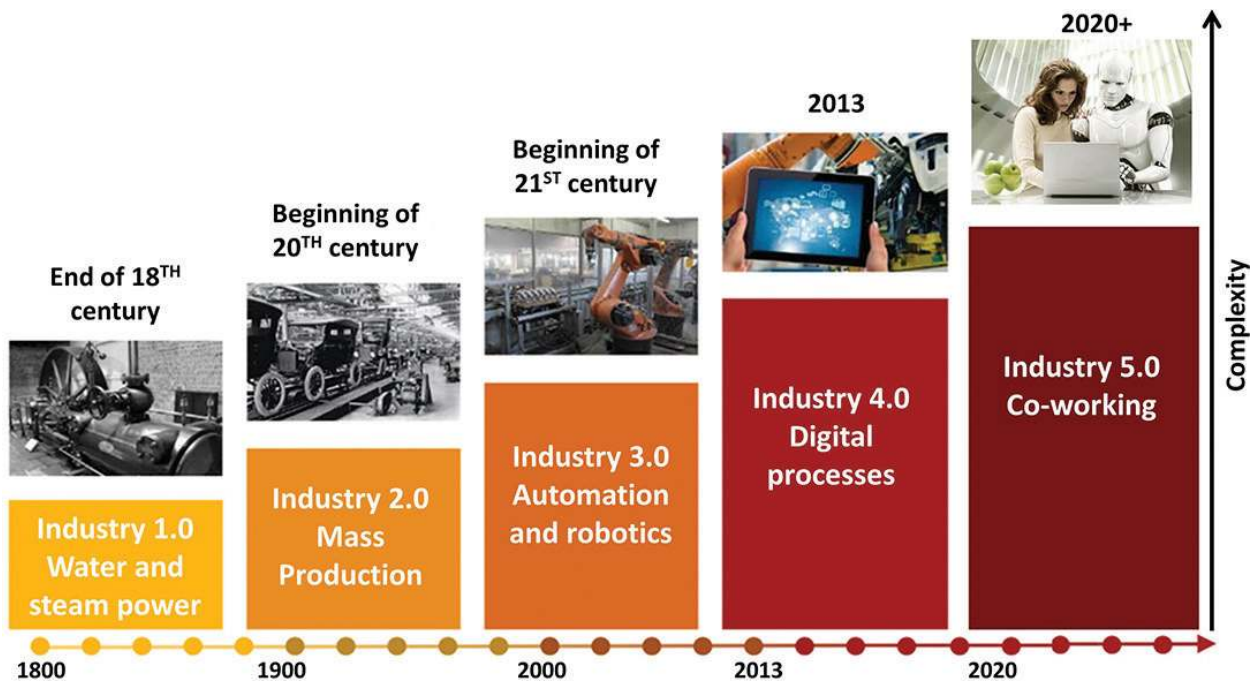 End of 18TH
century
Industry 1.0
Water and
steam power
Beginning of
20TH century
Industry 2.0
Mass
Production
Beginning of
21ST century
Industry 3.0
Automation
and robotics
2013
Industry 4.0
Digital
processes
2020+
Industry 5.0
Co-working
Complexity
1800
1900
2000
2013
2020